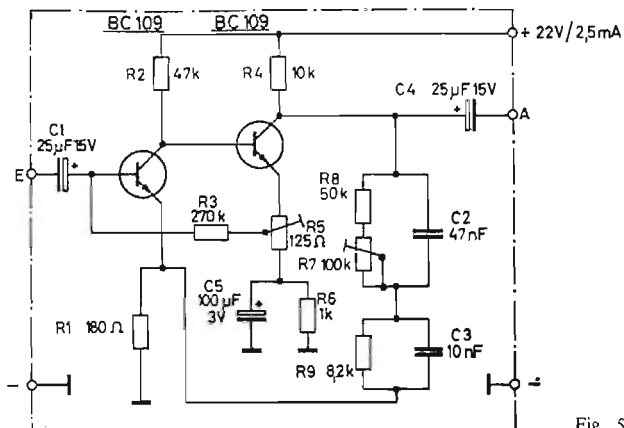 BC 109 BC 109
+ 22V/2,5mA
R2 47k
R4 10k
C4 25µF 15V
C1
25µF 15V
+
+
A
E
R3
270k
R5
125Ω
R8
50k
R7 100k
C2
47nF
C5
100µF
3V
+
R6
1k
R1 180Ω
R9 8,2k
C3
10nF
-
÷
Fig. 5